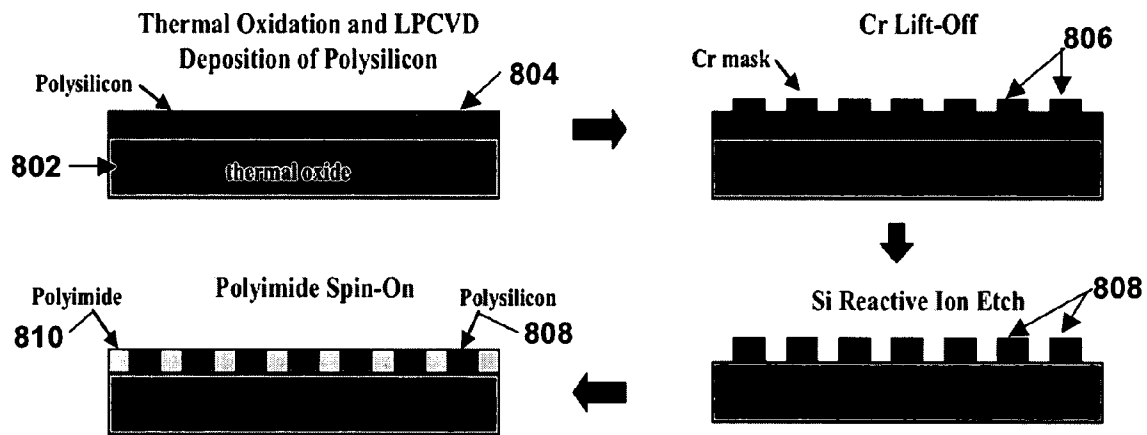 Thermal Oxidation and LPCVD
Deposition of Polysilicon
Polysilicon
804
802
thermal oxide
Cr Lift-Off
Cr mask
806
Si Reactive Ion Etch
808
Polyimide Spin-On
Polyimide
810
Polysilicon
808